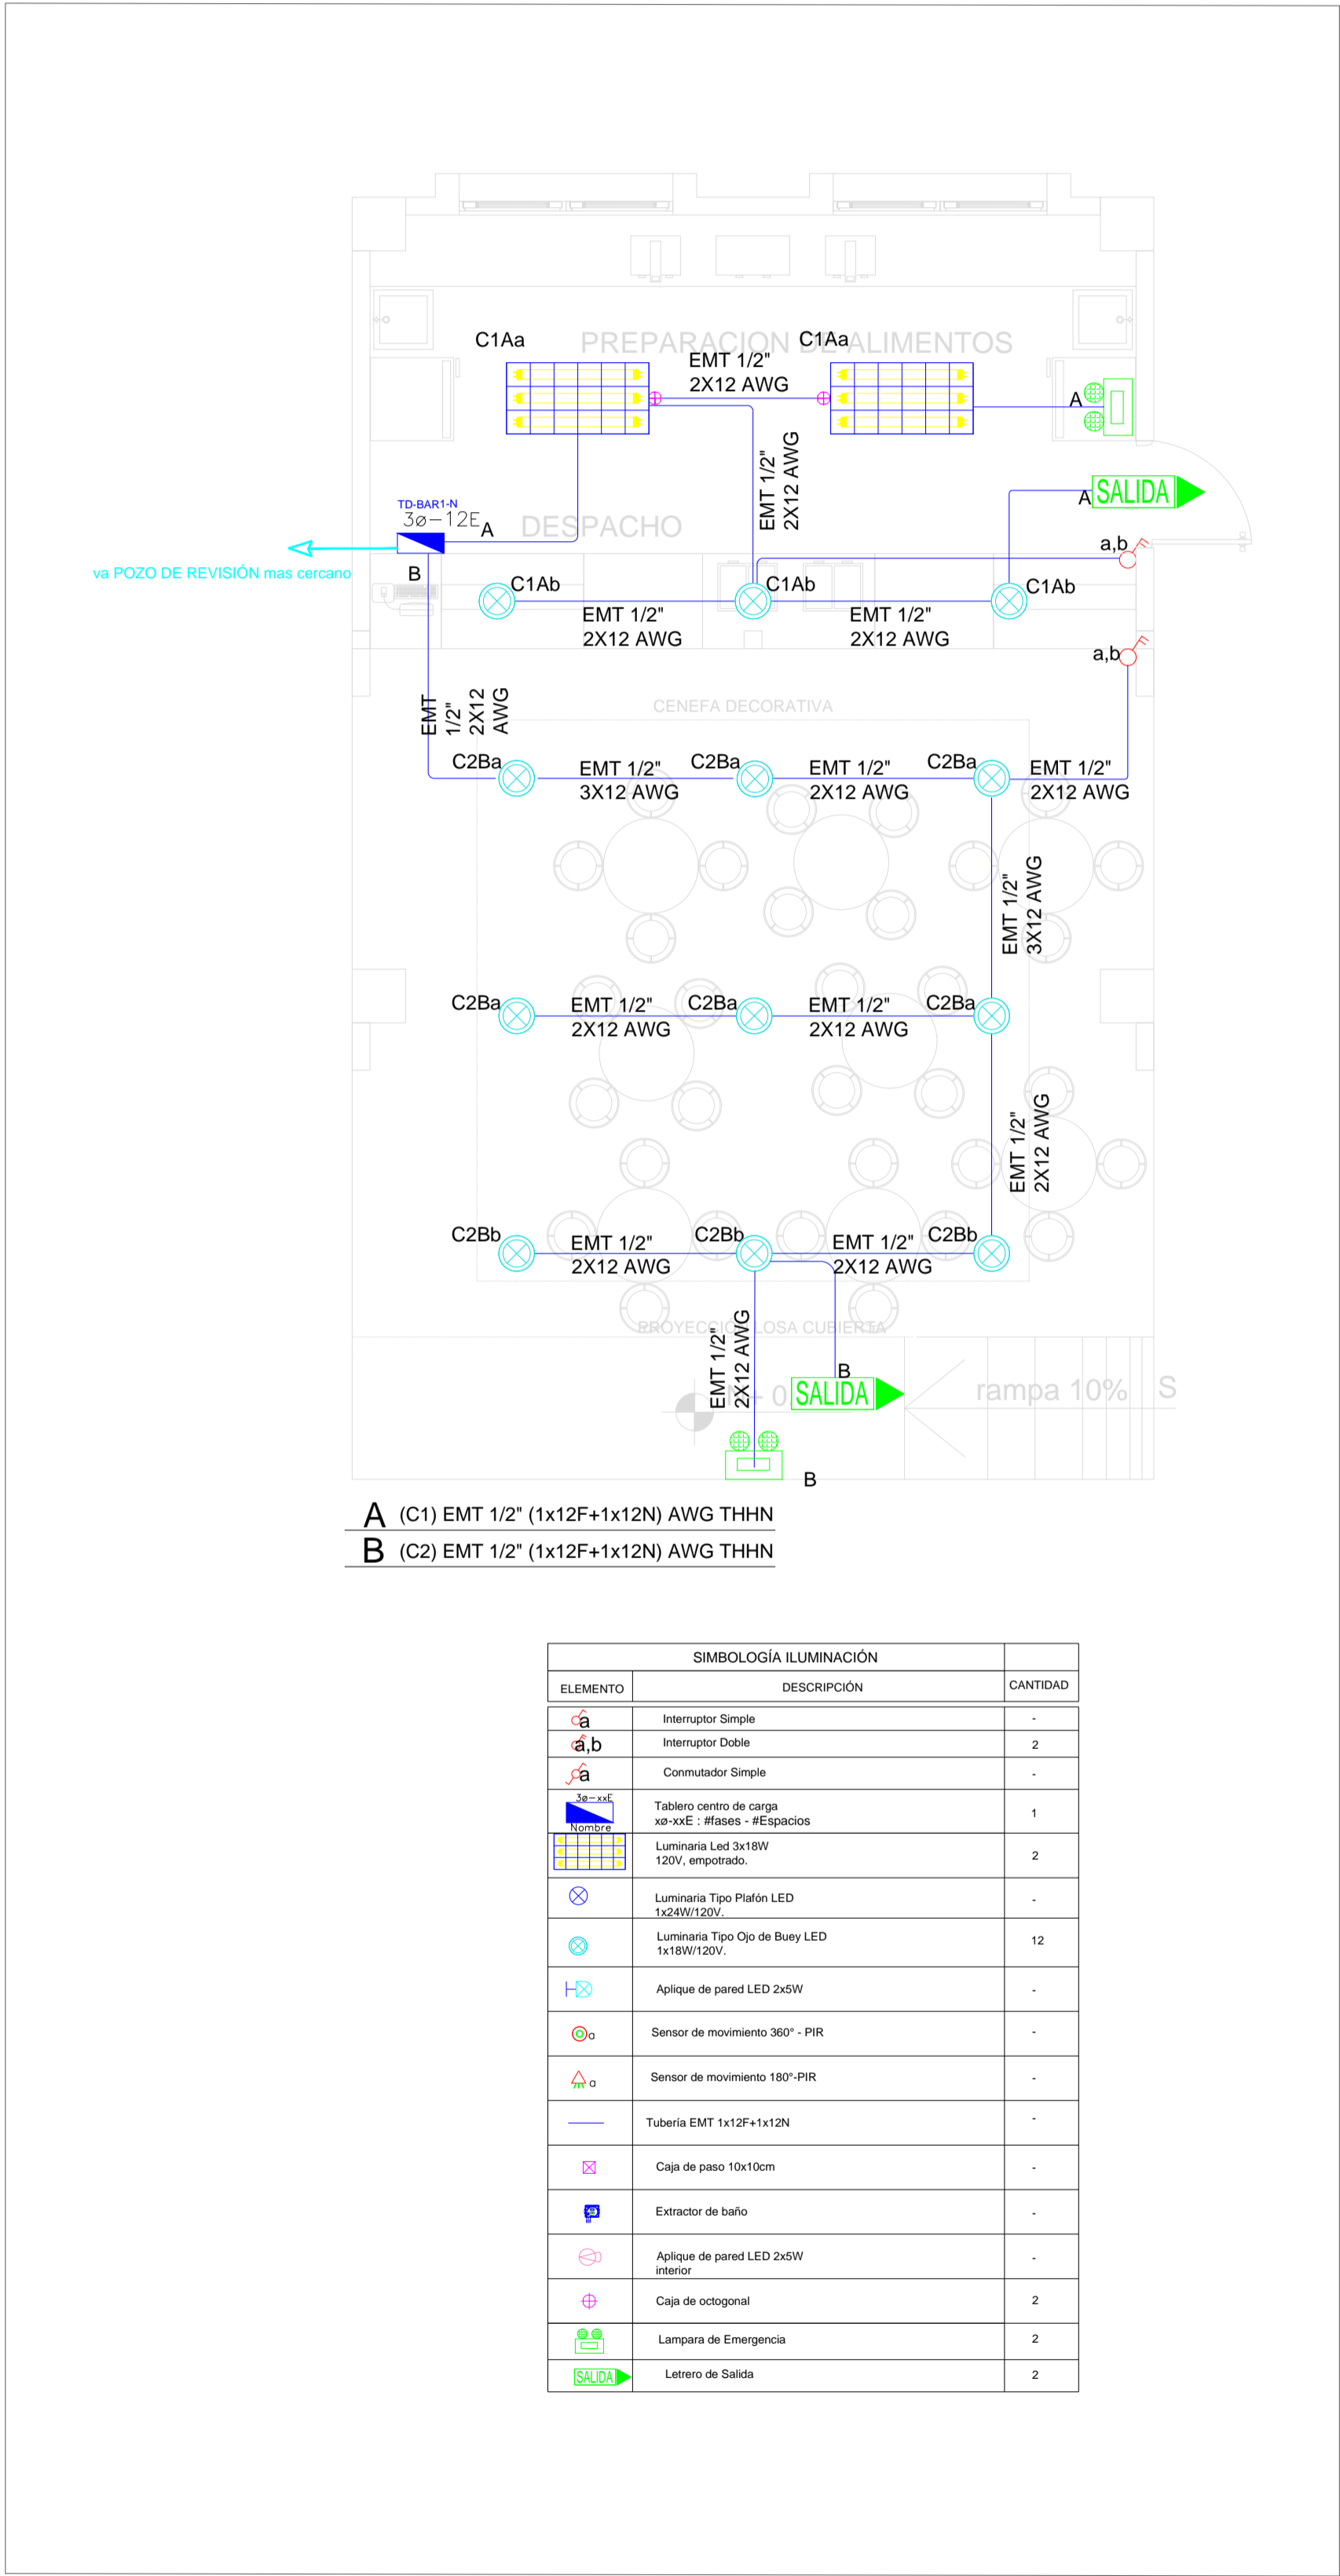 C1Aa
PREPARACION DE ALIMENTOS
C1Aa
EMT 1/2"
2X12 AWG
A
EMT 1/2"
2X12 AWG
TD-BAR1-N
3ø-12E
A
DESPACHO
A
SALIDA
va POZO DE REVISIÓN mas cercano
B
a,b
C1Ab
C1Ab
C1Ab
EMT 1/2"
2X12 AWG
EMT 1/2"
2X12 AWG
a,b
EMT
1/2"
2X12
AWG
CENEFA DECORATIVA
C2Ba
C2Ba
C2Ba
EMT 1/2"
3X12 AWG
EMT 1/2"
2X12 AWG
EMT 1/2"
2X12 AWG
EMT 1/2"
3X12 AWG
C2Ba
C2Ba
C2Ba
EMT 1/2"
2X12 AWG
EMT 1/2"
2X12 AWG
EMT 1/2"
2X12 AWG
C2Bb
C2Bb
C2Bb
EMT 1/2"
2X12 AWG
EMT 1/2"
2X12 AWG
PROYECCION LOSA CUBIERTA
EMT 1/2"
2X12 AWG
B
SALIDA
rampa 10%
S
B
A (C1) EMT 1/2" (1x12F+1x12N) AWG THHN
B (C2) EMT 1/2" (1x12F+1x12N) AWG THHN
SIMBOLOGÍA ILUMINACIÓN
ELEMENTO DESCRIPCIÓN CANTIDAD
a Interruptor Simple -
a,b Interruptor Doble 2
a Conmutador Simple -
3ø-xxE
Nombre
Tablero centro de carga
xø-xxE : #fases - #Espacios
1
Luminaria Led 3x18W
120V, empotrado.
2
Luminaria Tipo Plafón LED
1x24W/120V.
-
Luminaria Tipo Ojo de Buey LED
1x18W/120V.
12
Aplique de pared LED 2x5W -
a Sensor de movimiento 360° - PIR -
a Sensor de movimiento 180°-PIR -
Tubería EMT 1x12F+1x12N -
Caja de paso 10x10cm -
Extractor de baño -
Aplique de pared LED 2x5W
interior
-
Caja de octogonal 2
Lampara de Emergencia 2
SALIDA Letrero de Salida 2